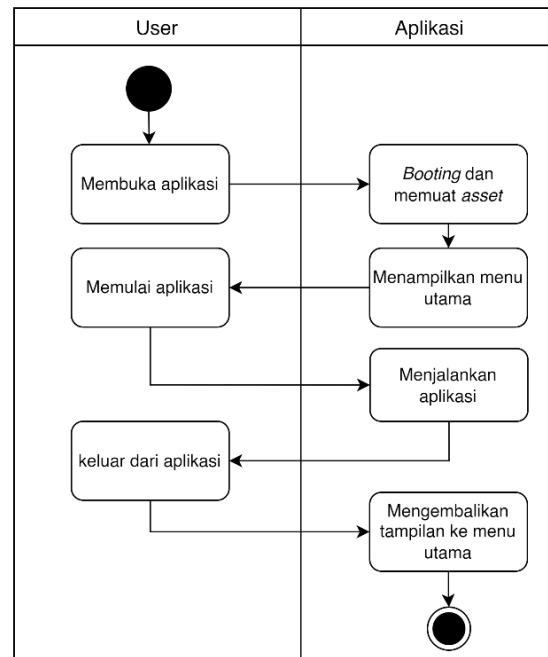 User
Aplikasi
Membuka aplikasi
Booting dan
memuat asset
Menampilkan menu
utama
Memulai aplikasi
Menjalankan
aplikasi
keluar dari aplikasi
Mengembalikan
tampilan ke menu
utama